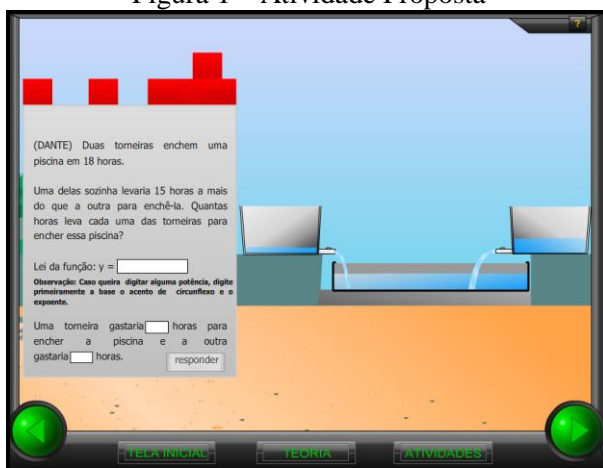 Figura 1 – Atividade Proposta
?
(DANTE) Duas torneiras enchem uma
piscina em 18 horas.
Uma delas sozinha levaria 15 horas a mais
do que a outra para enchê-la. Quantas
horas leva cada uma das torneiras para
encher essa piscina?
Lei da função: y =
Observação: Caso queira digitar alguma potência, digite
primeiramente a base o acento de circunflexo e o
expoente.
Uma torneira gastaria horas para
encher a piscina e a outra
gastaria horas.
responder
TELA INICIAL
TEORIA
ATIVIDADES